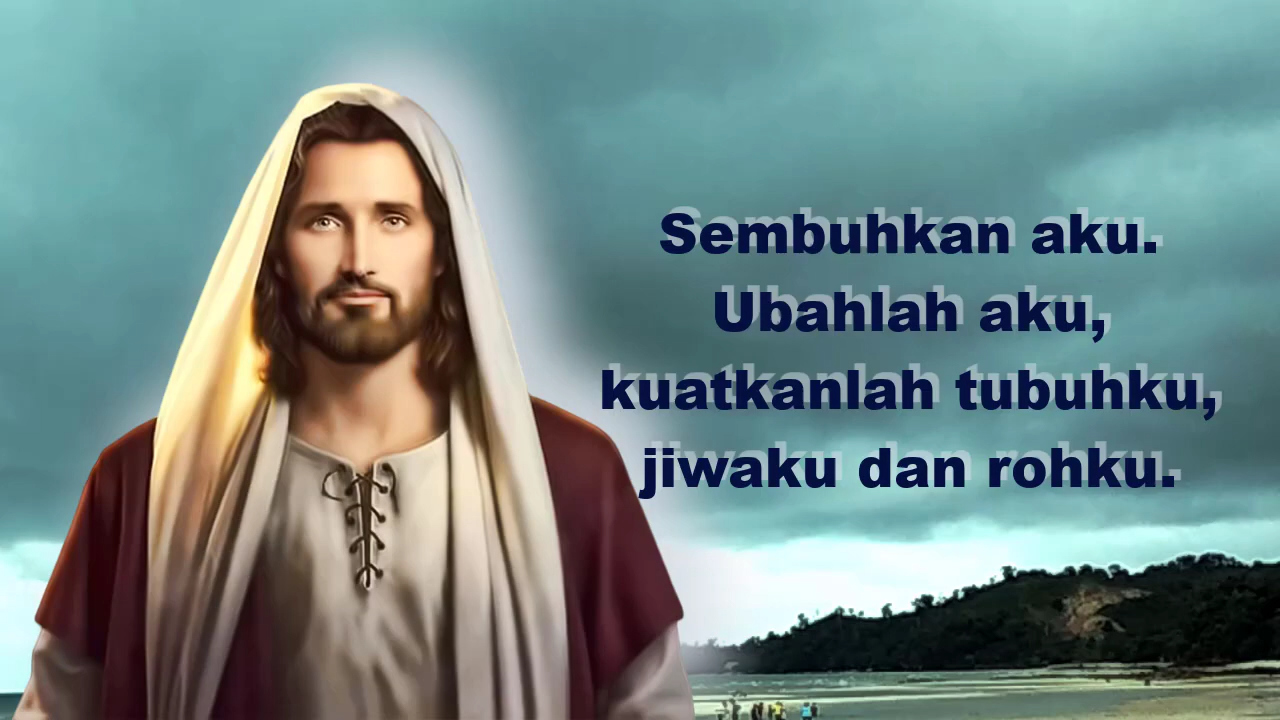 Sembuhkan aku.
Ubahlah aku,
kuatkanlah tubuhku,
jiwaku dan rohku.